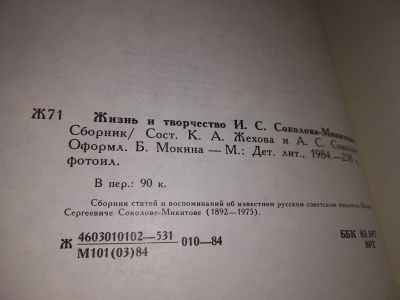 Ж71 Жизнь и творчество И. С. Соколова-Микитова:
Сборник/ Сост. К. А. Жехова и А. С.
Оформл. Б. Мокина — М.: Дет. лит., 1984.—238 с.,
фотоил.
В пер.: 90 к.
Сборник статей и воспоминаний об известном русском советском писателе Иване
Сергеевиче Соколове-Микитове (1892—1975).
Ж 4603010102—531 010—84 ББК
М101(03)84 8Р2